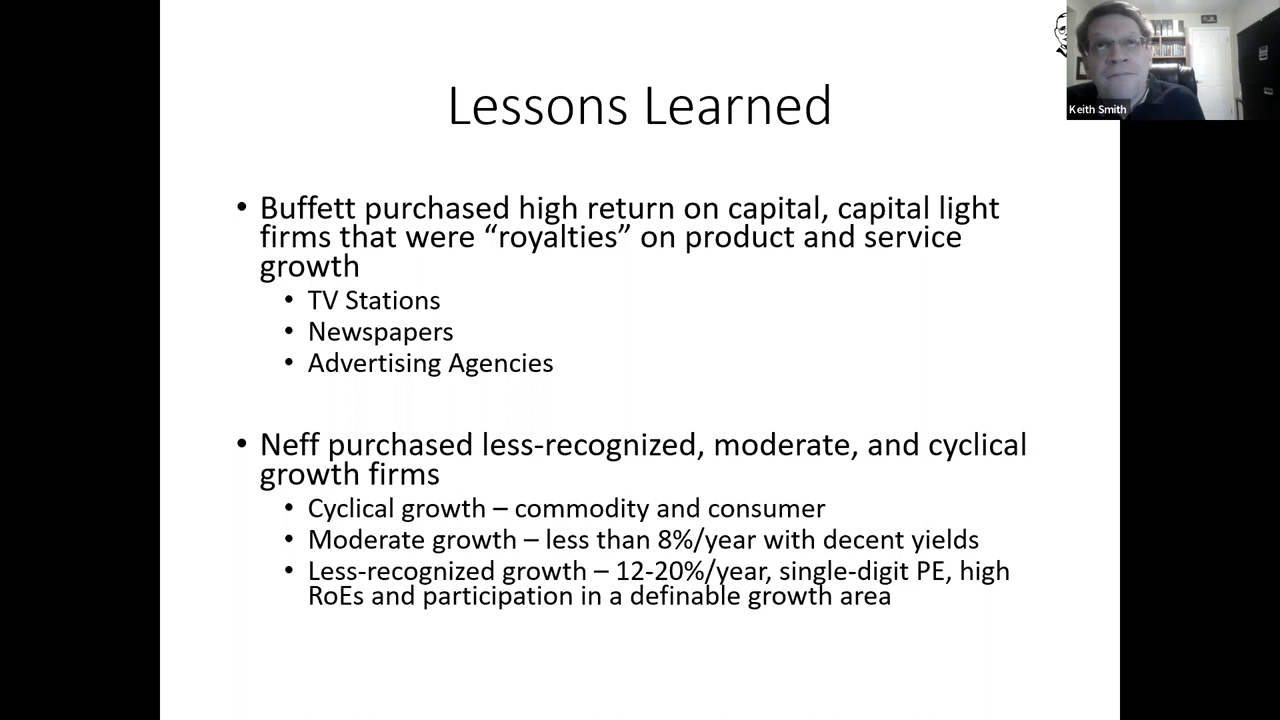 Keith Smith
Lessons Learned
• Buffett purchased high return on capital, capital light
firms that were “royalties” on product and service
growth
• TV Stations
• Newspapers
• Advertising Agencies
• Neff purchased less-recognized, moderate, and cyclical
growth firms
• Cyclical growth – commodity and consumer
• Moderate growth – less than 8%/year with decent yields
• Less-recognized growth – 12-20%/year, single-digit PE, high
RoEs and participation in a definable growth area